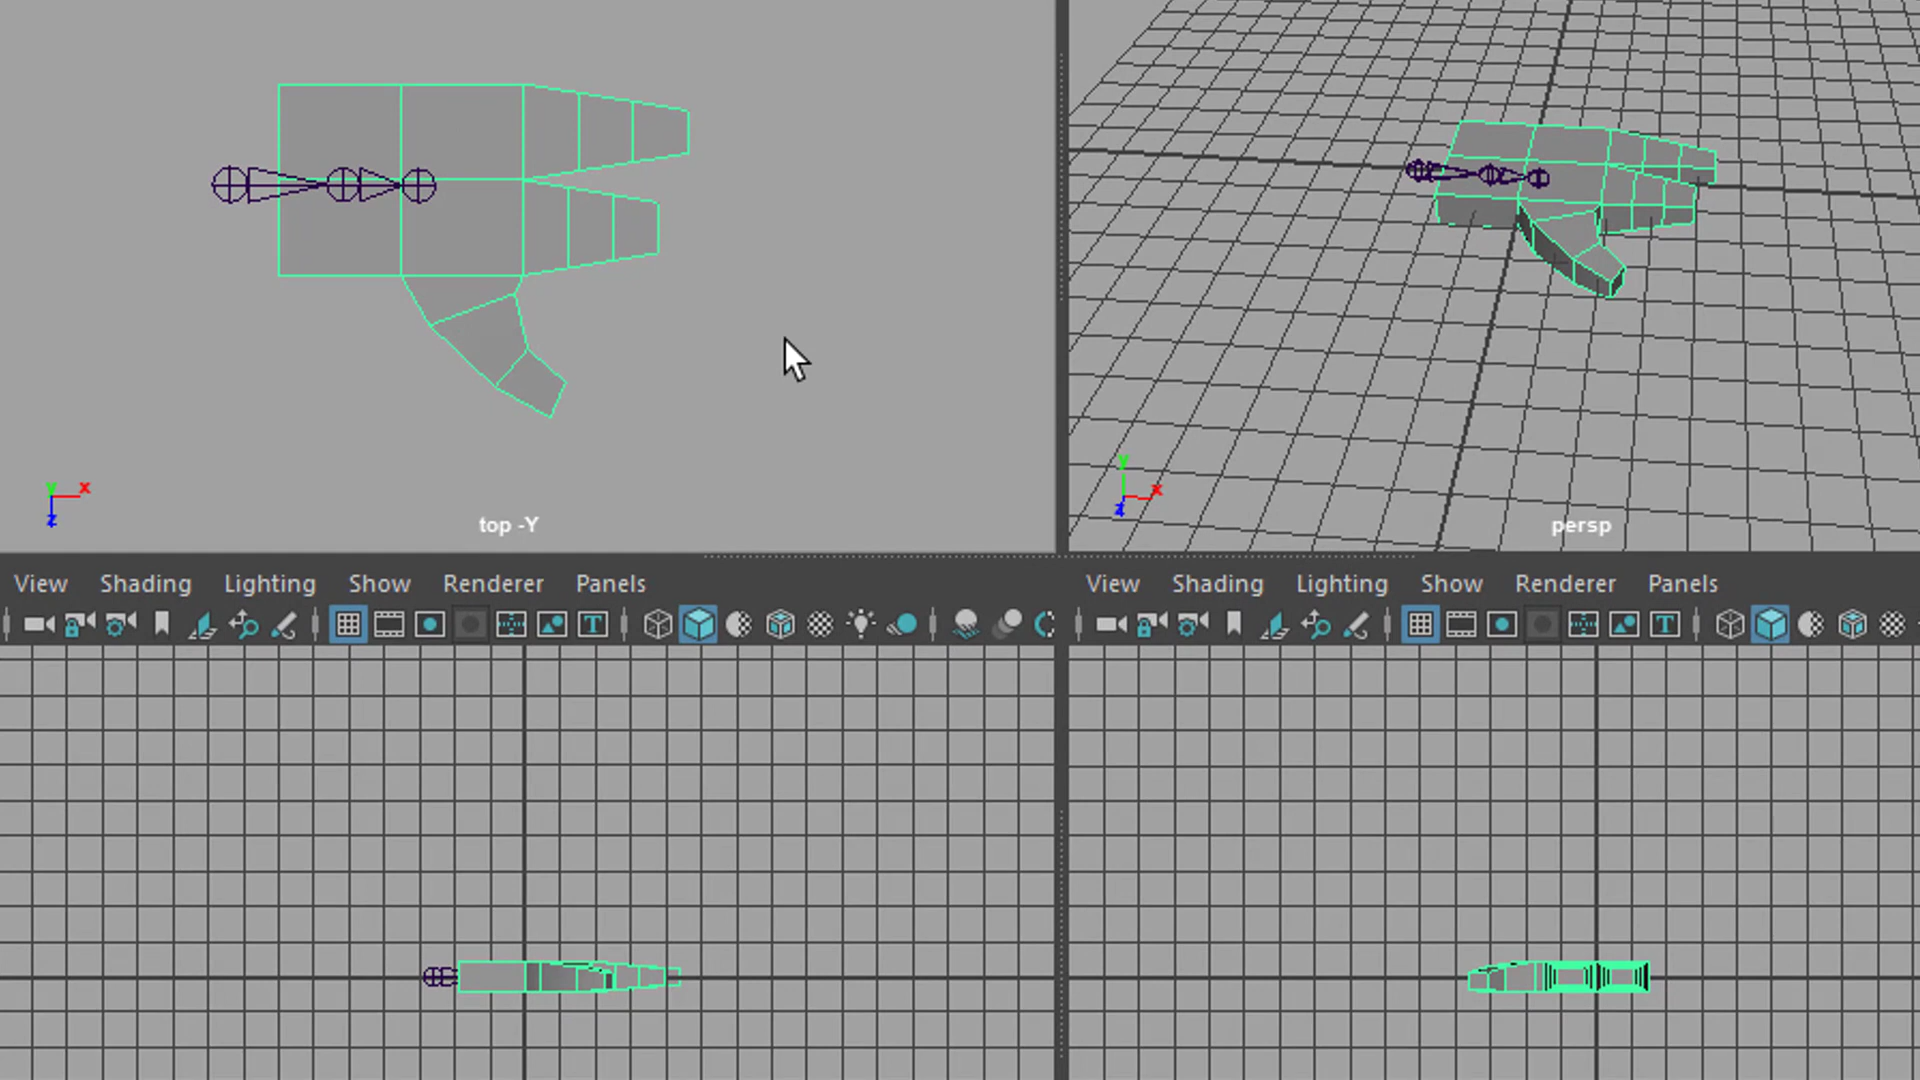 y x
z
top -Y
y
x
z
persp
View Shading Lighting Show Renderer Panels
View Shading Lighting Show Renderer Panels
T
T